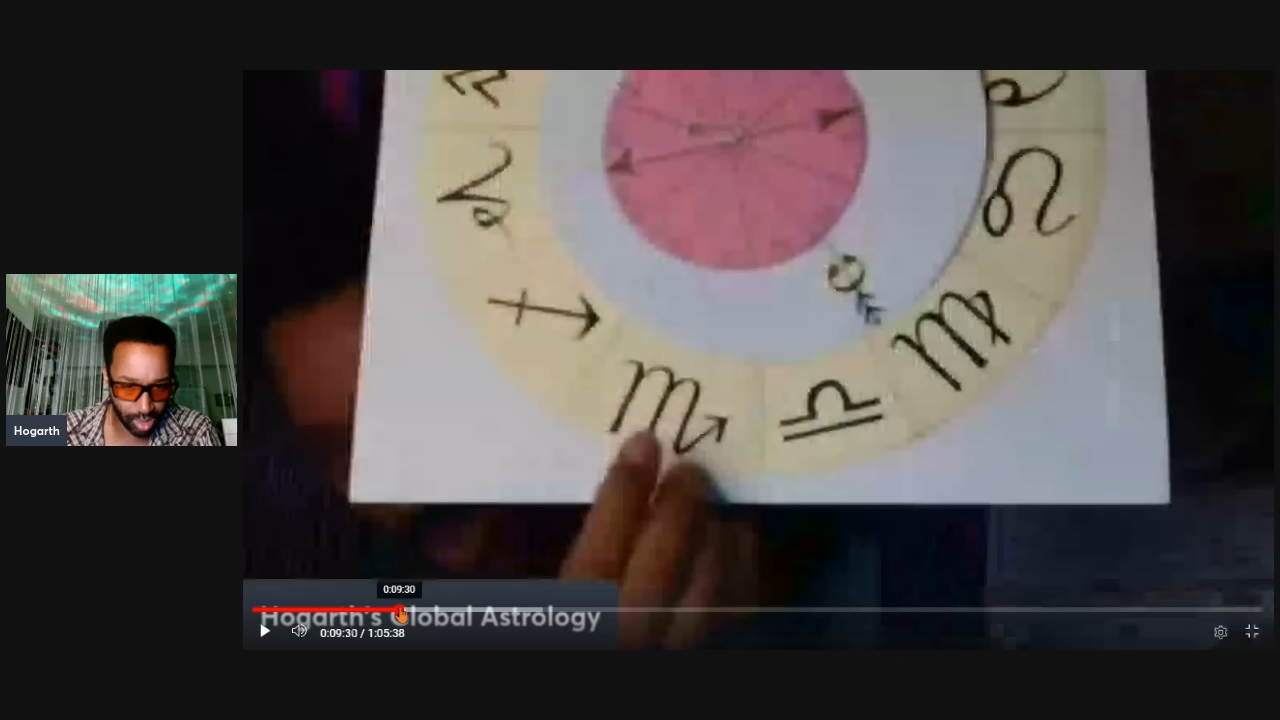 ♌
♑
♐
♍
♏
♎
Hogarth
0:09:30
Hogarth's Global Astrology
0:09:30 / 1:05:38